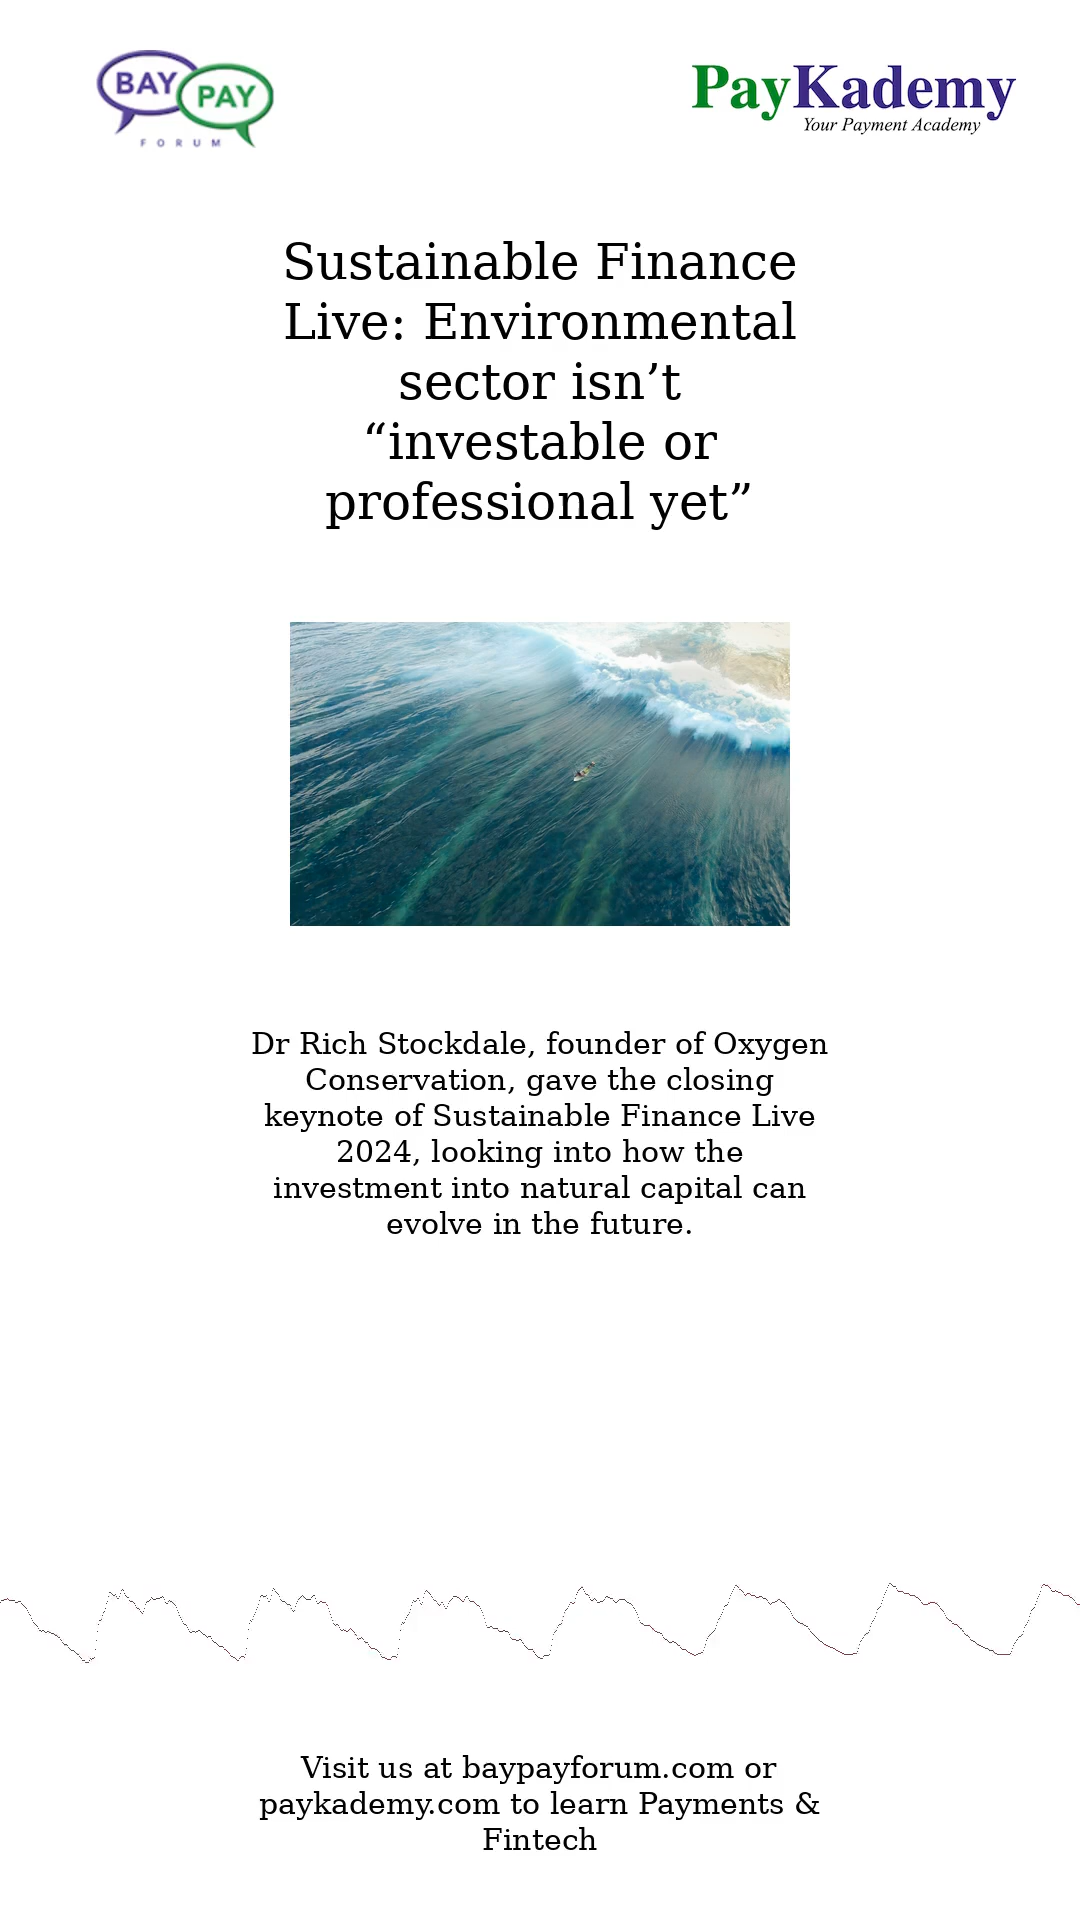 BAY PAY
FORUM
PayKademy
Your Payment Academy
Sustainable Finance
Live: Environmental
sector isn’t
“investable or
professional yet”
Dr Rich Stockdale, founder of Oxygen
Conservation, gave the closing
keynote of Sustainable Finance Live
2024, looking into how the
investment into natural capital can
evolve in the future.
Visit us at baypayforum.com or
paykademy.com to learn Payments &
Fintech